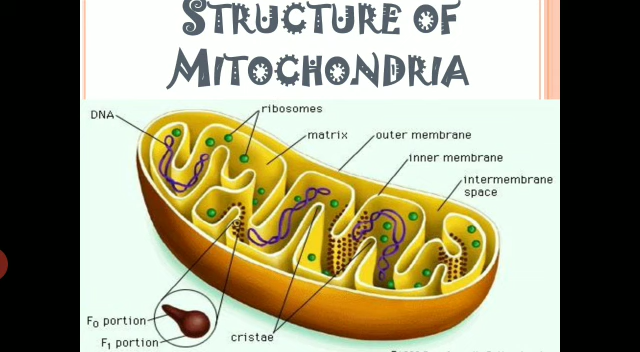 STRUCTURE OF
MITOCHONDRIA
DNA
ribosomes
matrix
outer membrane
inner membrane
intermembrane
space
F0 portion
F1 portion
cristae